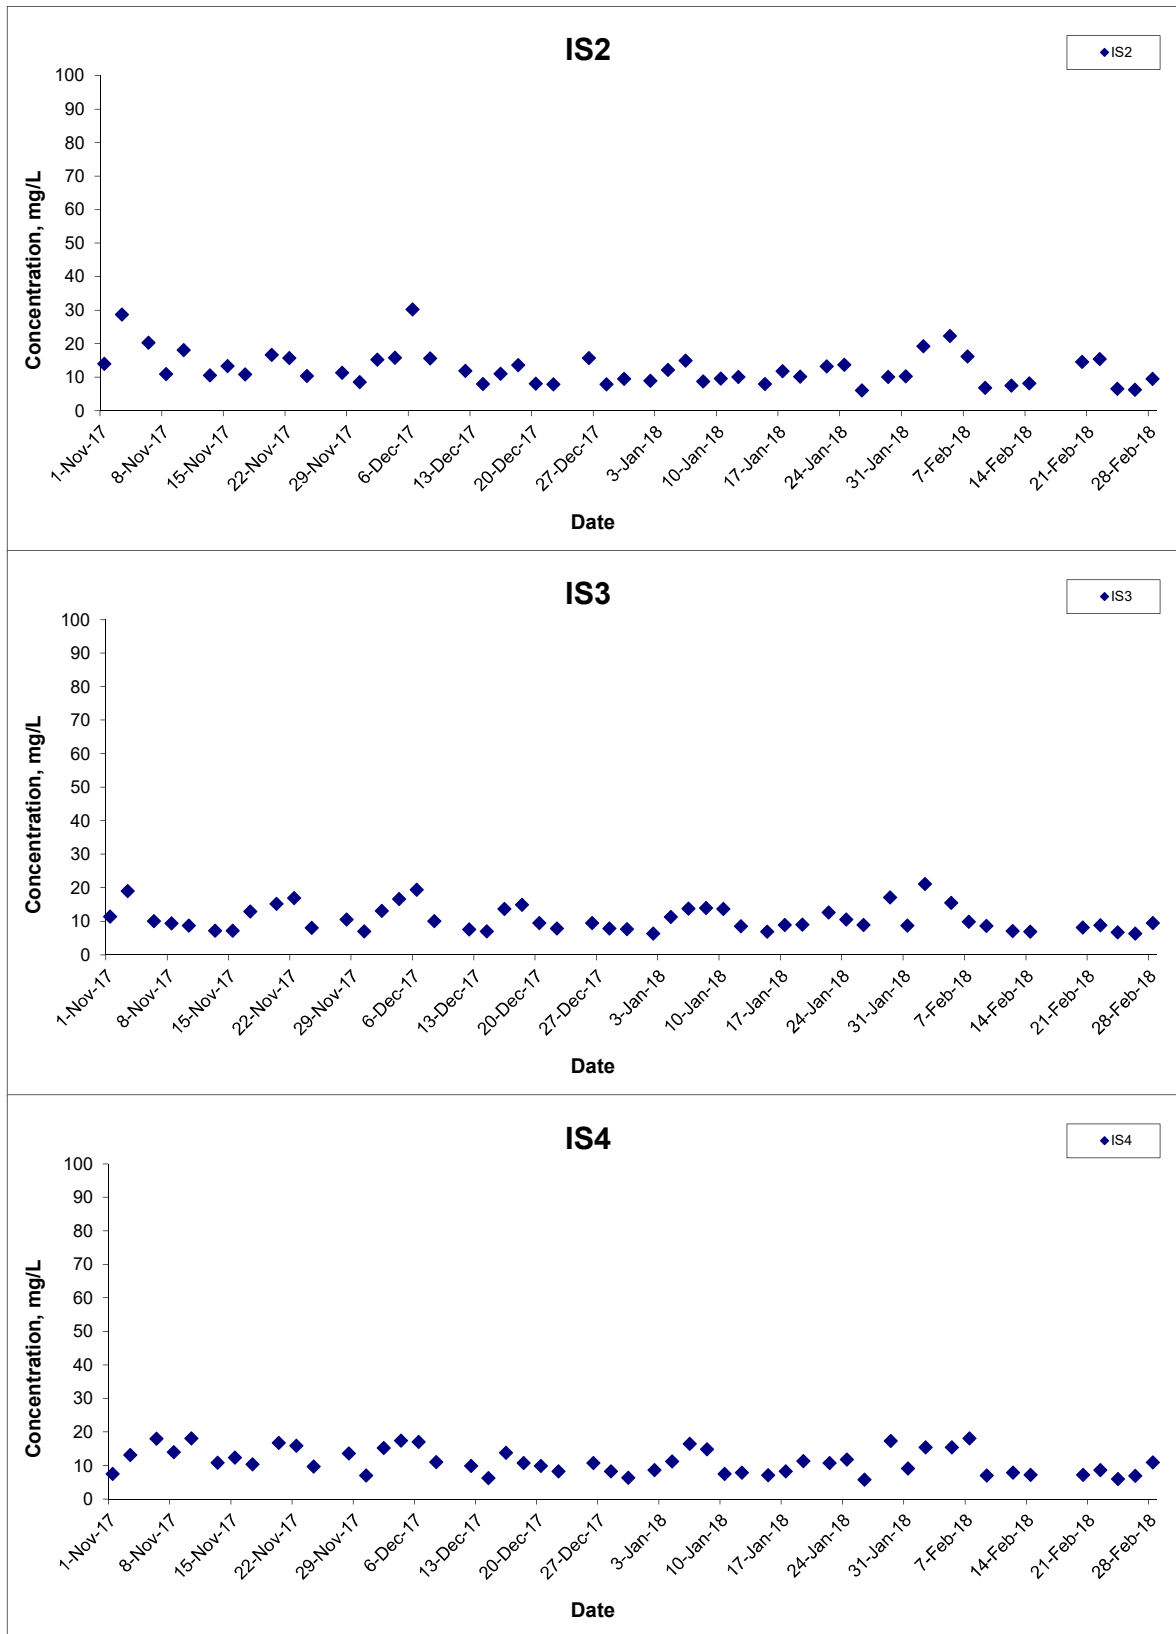 IS2
IS2
100
90
80
70
60
50
40
30
20
10
0
Concentration, mg/L
1-Nov-17
8-Nov-17
15-Nov-17
22-Nov-17
29-Nov-17
6-Dec-17
13-Dec-17
20-Dec-17
27-Dec-17
3-Jan-18
10-Jan-18
17-Jan-18
24-Jan-18
31-Jan-18
7-Feb-18
14-Feb-18
21-Feb-18
28-Feb-18
Date
IS3
IS3
100
90
80
70
60
50
40
30
20
10
0
Concentration, mg/L
1-Nov-17
8-Nov-17
15-Nov-17
22-Nov-17
29-Nov-17
6-Dec-17
13-Dec-17
20-Dec-17
27-Dec-17
3-Jan-18
10-Jan-18
17-Jan-18
24-Jan-18
31-Jan-18
7-Feb-18
14-Feb-18
21-Feb-18
28-Feb-18
Date
IS4
IS4
100
90
80
70
60
50
40
30
20
10
0
Concentration, mg/L
1-Nov-17
8-Nov-17
15-Nov-17
22-Nov-17
29-Nov-17
6-Dec-17
13-Dec-17
20-Dec-17
27-Dec-17
3-Jan-18
10-Jan-18
17-Jan-18
24-Jan-18
31-Jan-18
7-Feb-18
14-Feb-18
21-Feb-18
28-Feb-18
Date